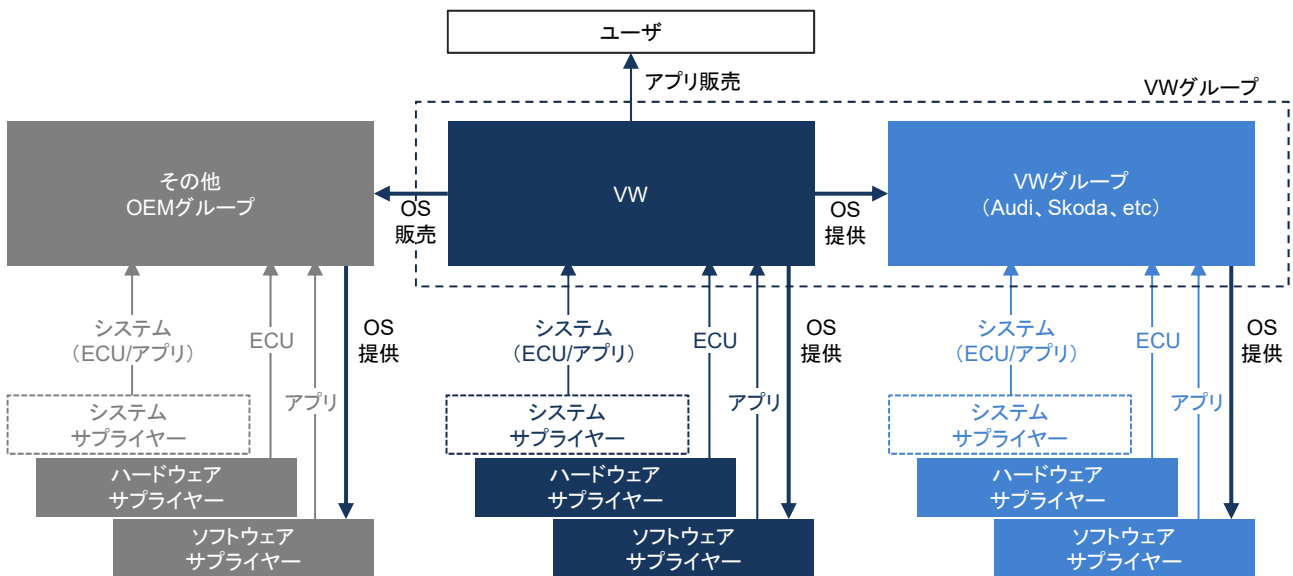 ユーザ
アプリ販売
VWグループ
その他
OEMグループ
OS
販売
VW
OS
提供
VWグループ
（Audi、Skoda、etc）
システム
（ECU/アプリ）
ECU
OS
提供
アプリ
システム
サプライヤー
ハードウェア
サプライヤー
ソフトウェア
サプライヤー
システム
（ECU/アプリ）
ECU
OS
提供
アプリ
システム
サプライヤー
ハードウェア
サプライヤー
ソフトウェア
サプライヤー
システム
（ECU/アプリ）
ECU
OS
提供
アプリ
システム
サプライヤー
ハードウェア
サプライヤー
ソフトウェア
サプライヤー